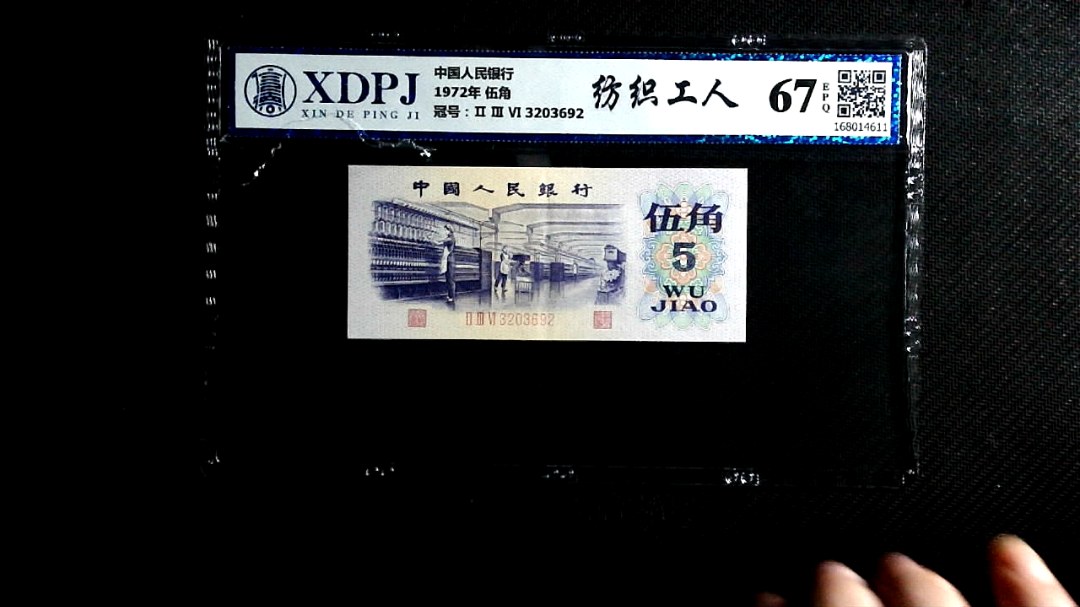 XDPJ
XIN DE PING JI
中国人民银行
1972年 伍角
冠号：Ⅱ Ⅲ Ⅵ 3203692
纺织工人
67
EPQ
168014611
中國人民銀行
伍角
5
WU
JIAO
Ⅱ Ⅲ Ⅵ 3203692